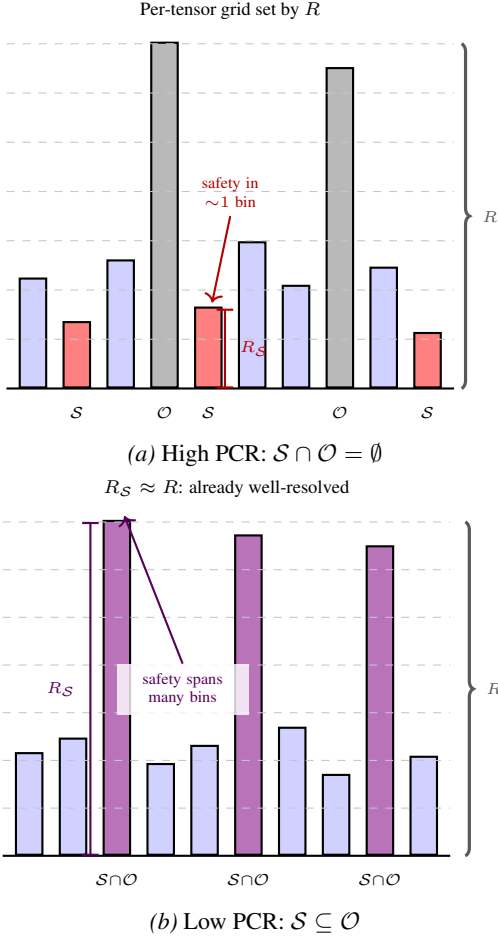 Per-tensor grid set by R
safety in
∼1 bin
R
R_𝒮
𝒮 𝒪 𝒮 𝒪 𝒮
(a) High PCR: 𝒮 ∩ 𝒪 = ∅
R_𝒮 ≈ R: already well-resolved
R_𝒮
safety spans
many bins
R
𝒮∩𝒪 𝒮∩𝒪 𝒮∩𝒪
(b) Low PCR: 𝒮 ⊆ 𝒪